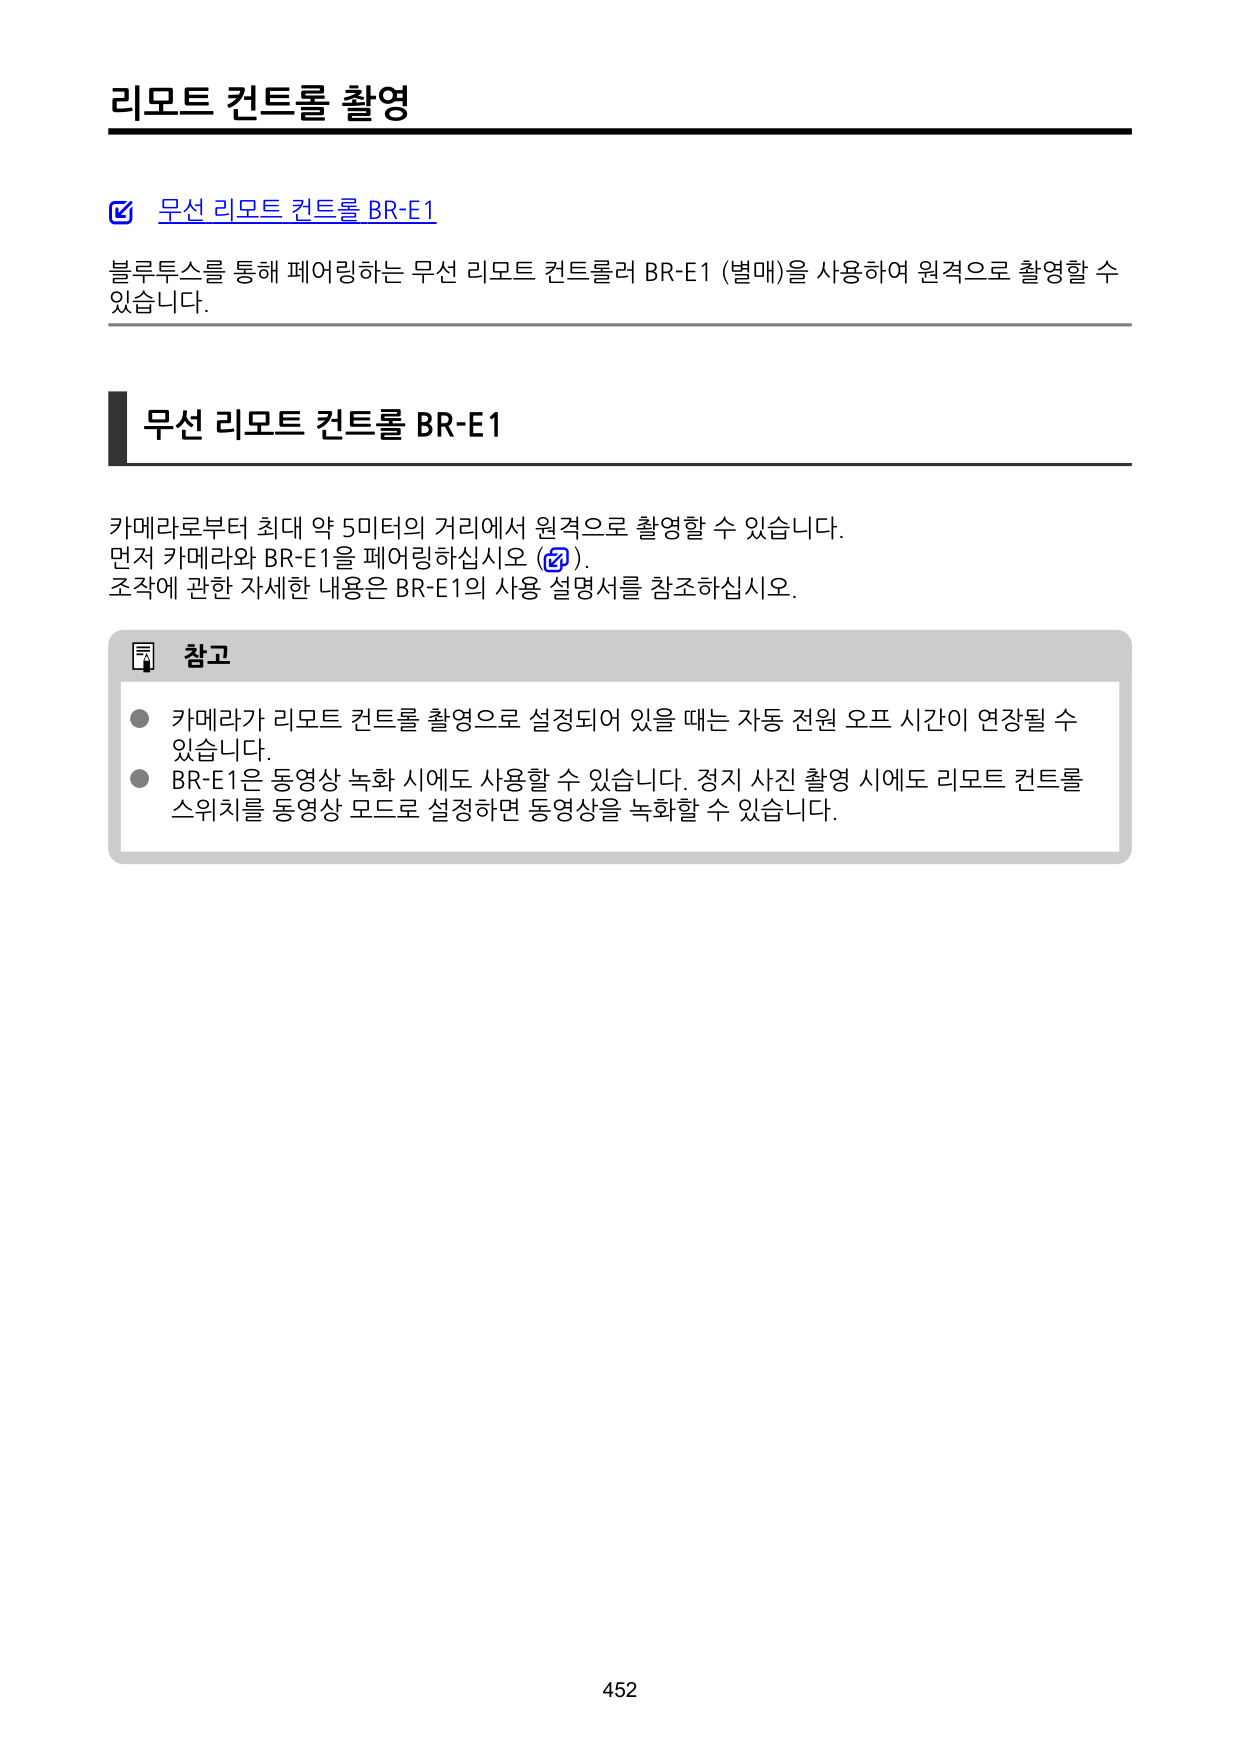 리모트 컨트롤 촬영
무선 리모트 컨트롤 BR-E1
블루투스를 통해 페어링하는 무선 리모트 컨트롤러 BR-E1 (별매)을 사용하여 원격으로 촬영할 수
있습니다.
무선 리모트 컨트롤 BR-E1
카메라로부터 최대 약 5미터의 거리에서 원격으로 촬영할 수 있습니다.
먼저 카메라와 BR-E1을 페어링하십시오 ( ).
조작에 관한 자세한 내용은 BR-E1의 사용 설명서를 참조하십시오.
참고
● 카메라가 리모트 컨트롤 촬영으로 설정되어 있을 때는 자동 전원 오프 시간이 연장될 수
있습니다.
● BR-E1은 동영상 녹화 시에도 사용할 수 있습니다. 정지 사진 촬영 시에도 리모트 컨트롤
스위치를 동영상 모드로 설정하면 동영상을 녹화할 수 있습니다.
452